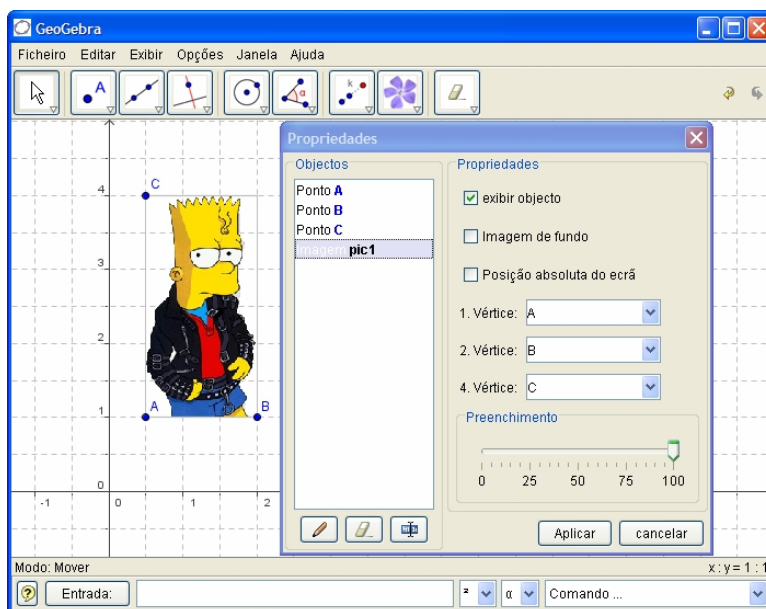 GeoGebra
Ficheiro Editar Exibir Opções Janela Ajuda
A α k
Propriedades
Objectos
Ponto A
Ponto B
Ponto C
Imagem pic1
Propriedades
exibir objecto
Imagem de fundo
Posição absoluta do ecrã
1. Vértice: A
2. Vértice: B
4. Vértice: C
Preenchimento
0 25 50 75 100
Aplicar cancelar
C
4
3
2
1
A B
0
-1 0 1 2
Modo: Mover x : y = 1 : 1
Entrada: ² α Comando ...